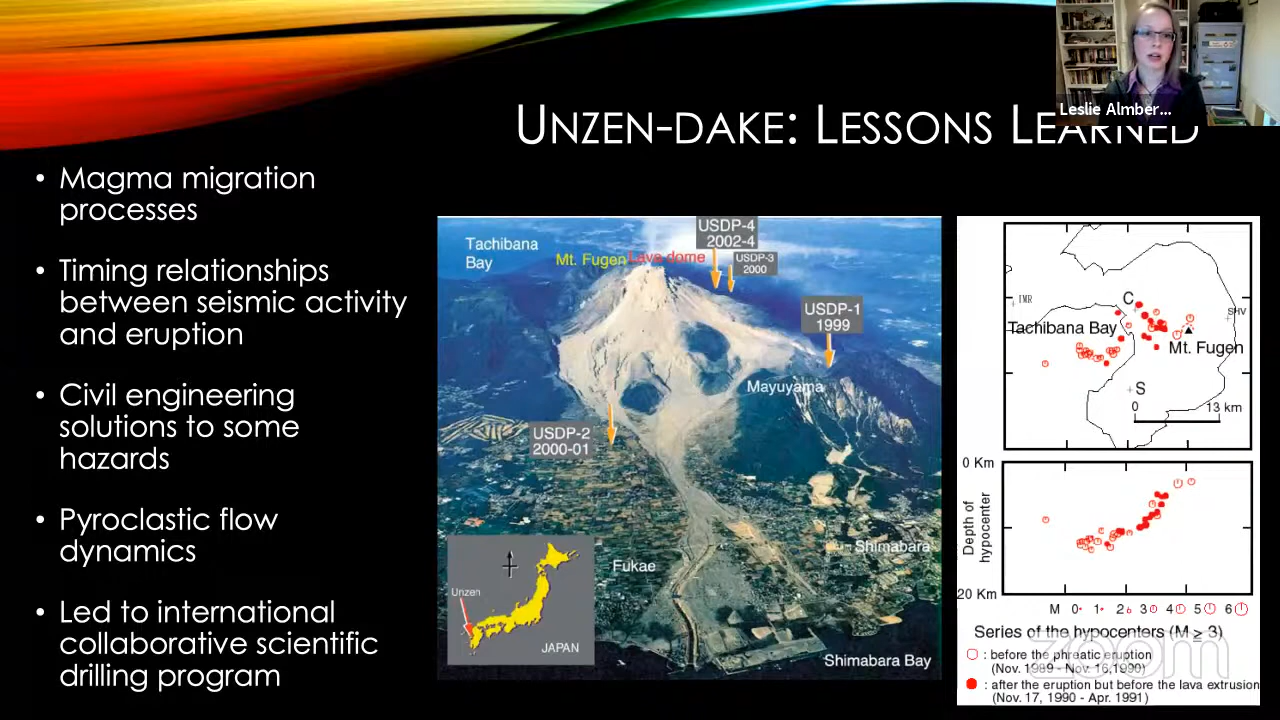 Leslie Almber...
UNZEN-DAKE: LESSONS LEARNED
• Magma migration
processes
• Timing relationships
between seismic activity
and eruption
• Civil engineering
solutions to some
hazards
• Pyroclastic flow
dynamics
• Led to international
collaborative scientific
drilling program
Tachibana
Bay
Mt. Fugen
Lava dome
USDP-4
2002-4
USDP-3
2000
USDP-1
1999
Mayuyama
USDP-2
2000-01
Shimabara
Fukae
Unzen
JAPAN
Shimabara Bay
TMR
C
SHV
Tachibana Bay
Mt. Fugen
S
0 13 km
0 Km
Depth of
hypocenter
20 Km
M 0 1 2 3 4 5 6
Series of the hypocenters (M ≥ 3)
: before the phreatic eruption
(Nov. 1989 - Nov. 16,1990)
: after the eruption but before the lava extrusion
(Nov. 17, 1990 - Apr. 1991)
zoom